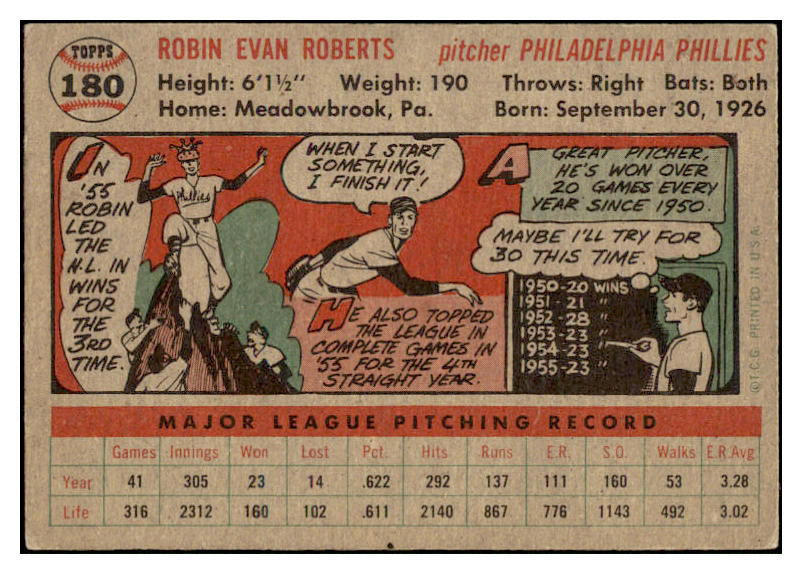 TOPPS
180
ROBIN EVAN ROBERTS pitcher PHILADELPHIA PHILLIES
Height: 6'1½" Weight: 190 Throws: Right Bats: Both
Home: Meadowbrook, Pa. Born: September 30, 1926
IN
'55
ROBIN
LED
THE
N.L. IN
WINS
FOR
THE
3RD
TIME.
Phillies
WHEN I START
SOMETHING,
I FINISH IT!
HE ALSO TOPPED
THE LEAGUE IN
COMPLETE GAMES IN
'55 FOR THE 4TH
STRAIGHT YEAR.
A GREAT PITCHER,
HE'S WON OVER
20 GAMES EVERY
YEAR SINCE 1950.
MAYBE I'LL TRY FOR
30 THIS TIME.
1950-20 WINS
1951-21 "
1952-28 "
1953-23 "
1954-23 "
1955-23 "
© T.C.G. PRINTED IN U.S.A.
MAJOR LEAGUE PITCHING RECORD
Games Innings Won Lost Pct. Hits Runs E.R. S.O. Walks E.R.Avg
Year 41 305 23 14 .622 292 137 111 160 53 3.28
Life 316 2312 160 102 .611 2140 867 776 1143 492 3.02